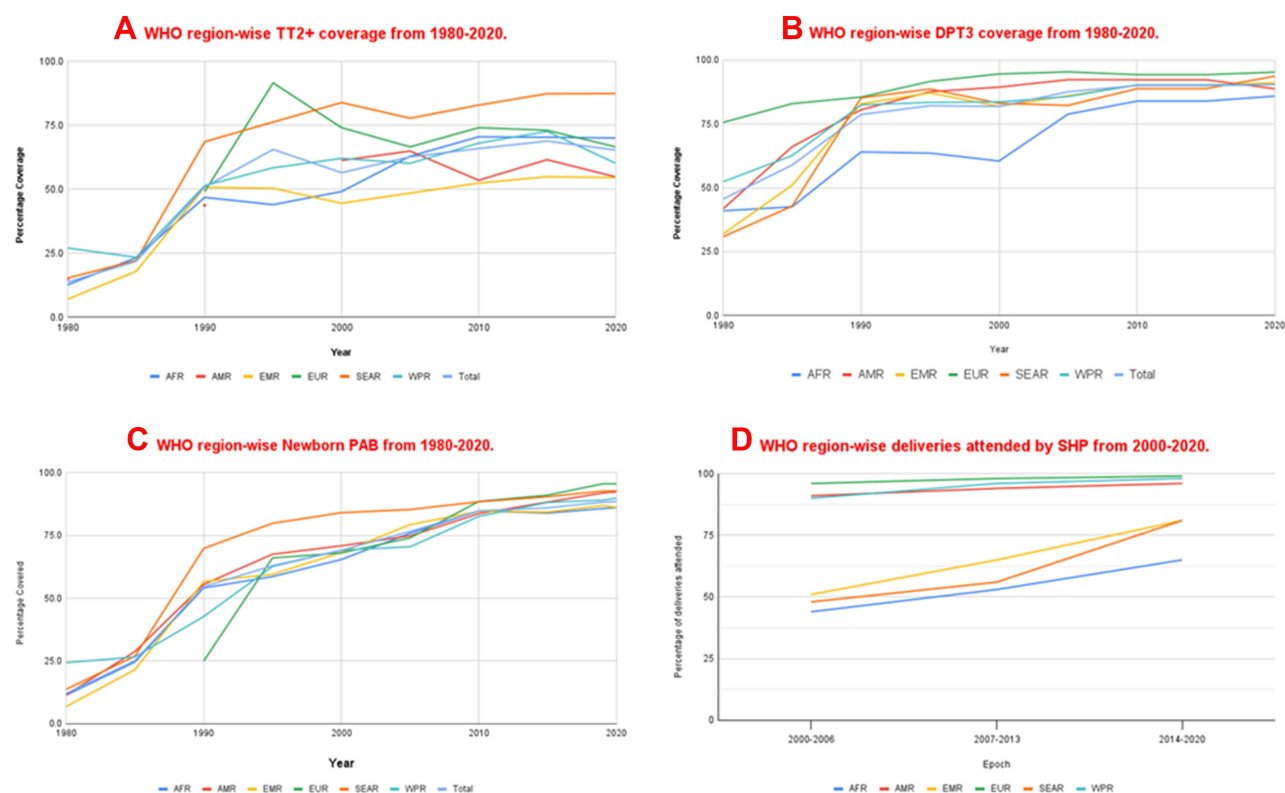 A WHO region-wise TT2+ coverage from 1980-2020.
100.0
75.0
50.0
25.0
0.0
Percentage Coverage
1980 1990 2000 2010 2020
Year
AFR AMR EMR EUR SEAR WPR Total
B WHO region-wise DPT3 coverage from 1980-2020.
100.0
75.0
50.0
25.0
0.0
Percentage Coverage
1980 1990 2000 2010 2020
Year
AFR AMR EMR EUR SEAR WPR Total
C WHO region-wise Newborn PAB from 1980-2020.
100.0
75.0
50.0
25.0
0.0
Percentage Covered
1980 1990 2000 2010 2020
Year
AFR AMR EMR EUR SEAR WPR Total
D WHO region-wise deliveries attended by SHP from 2000-2020.
100
75
50
25
0
Percentage of deliveries attended
2000-2006 2007-2013 2014-2020
Epoch
AFR AMR EMR EUR SEAR WPR